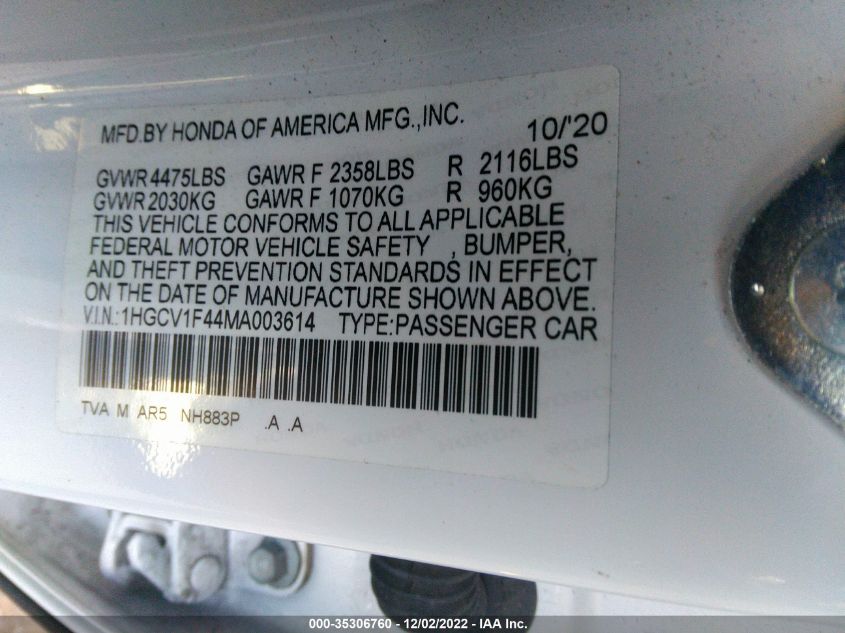 MFD.BY HONDA OF AMERICA MFG.,INC. 10/'20
GVWR 4475LBS GAWR F 2358LBS R 2116LBS
GVWR 2030KG GAWR F 1070KG R 960KG
THIS VEHICLE CONFORMS TO ALL APPLICABLE
FEDERAL MOTOR VEHICLE SAFETY , BUMPER,
AND THEFT PREVENTION STANDARDS IN EFFECT
ON THE DATE OF MANUFACTURE SHOWN ABOVE.
V.I.N.:1HGCV1F44MA003614 TYPE:PASSENGER CAR
TVA M AR5 NH883P .A .A
000-35306760 - 12/02/2022 - IAA Inc.